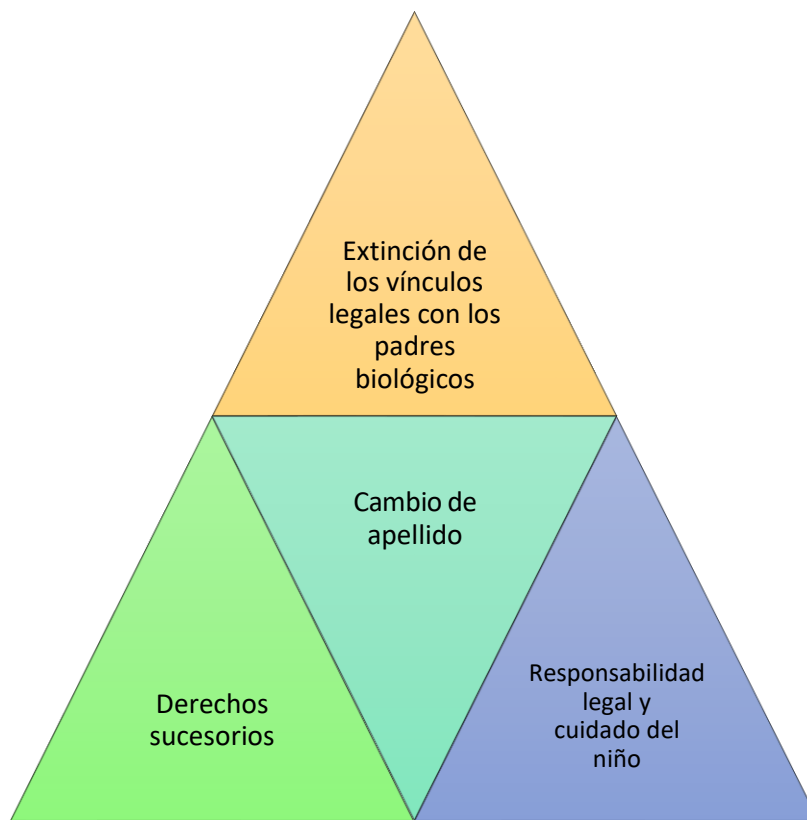 Extinción de
los vínculos
legales con los
padres
biológicos
Cambio de
apellido
Derechos
sucesorios
Responsabilidad
legal y
cuidado del
niño